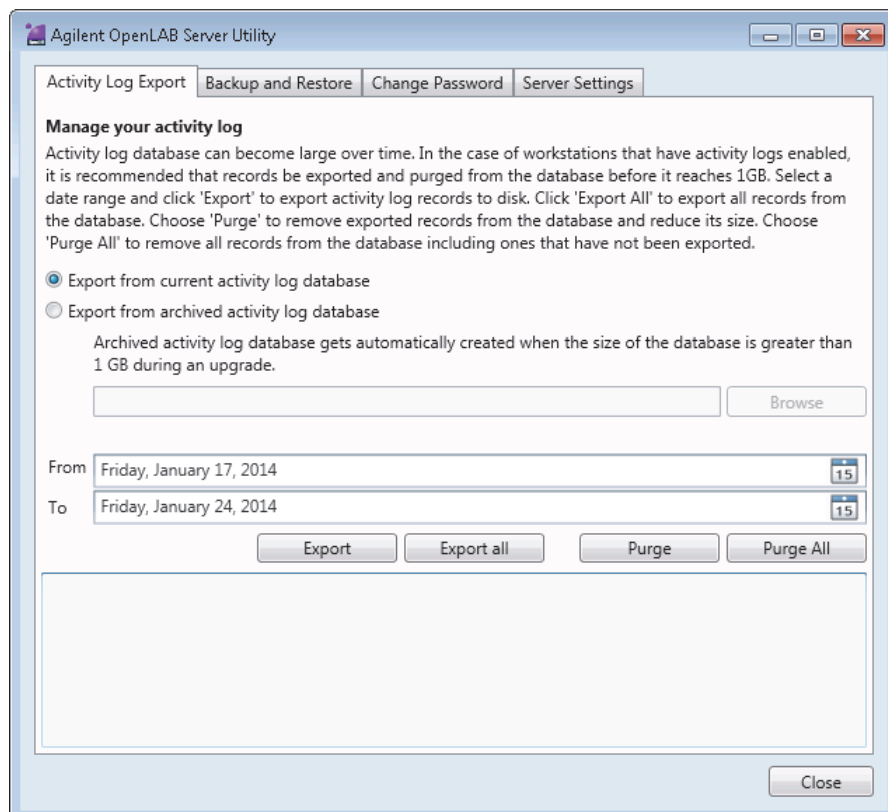 Agilent OpenLAB Server Utility
Activity Log Export Backup and Restore Change Password Server Settings
Manage your activity log
Activity log database can become large over time. In the case of workstations that have activity logs enabled,
it is recommended that records be exported and purged from the database before it reaches 1GB. Select a
date range and click 'Export' to export activity log records to disk. Click 'Export All' to export all records from
the database. Choose 'Purge' to remove exported records from the database and reduce its size. Choose
'Purge All' to remove all records from the database including ones that have not been exported.
Export from current activity log database
Export from archived activity log database
Archived activity log database gets automatically created when the size of the database is greater than
1 GB during an upgrade.
Browse
From Friday, January 17, 2014 15
To Friday, January 24, 2014 15
Export Export all Purge Purge All
Close